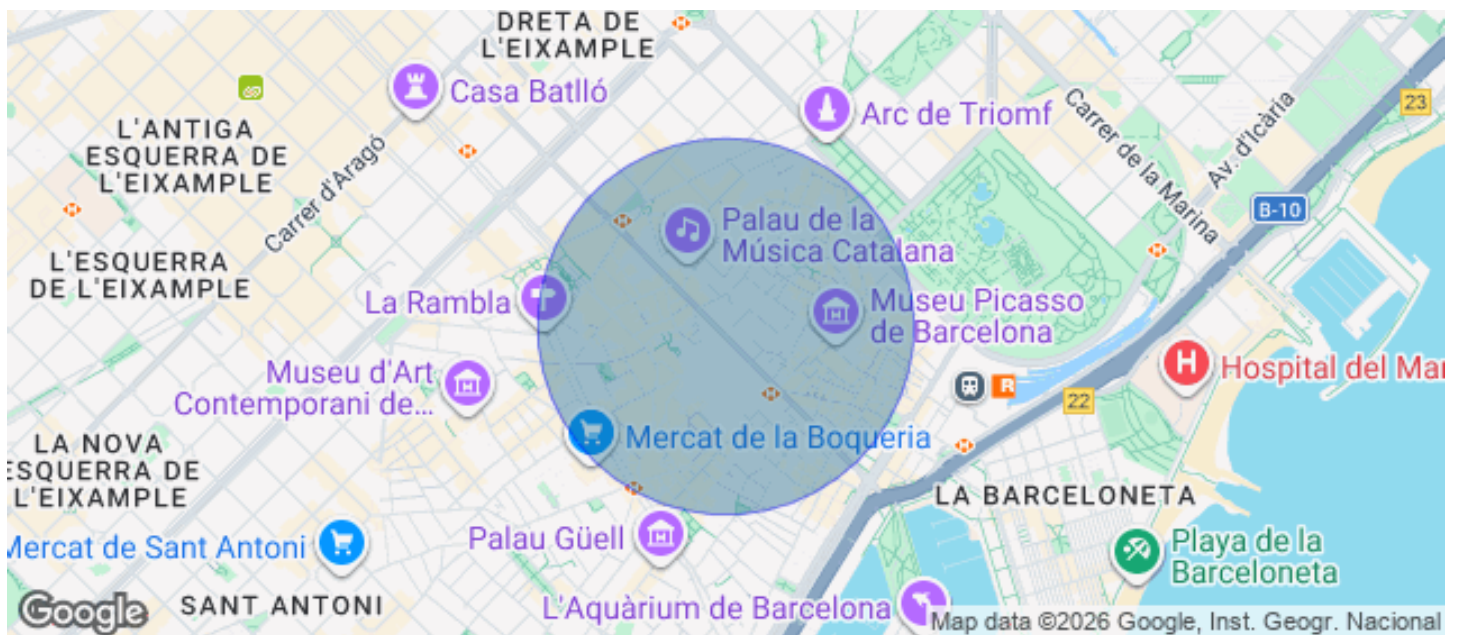 DRETA DE
L'EIXAMPLE
Casa Batlló
Arc de Triomf
Carrer de la Marina
Av. d'Icària
23
L'ANTIGA
ESQUERRA DE
L'EIXAMPLE
Carrer d'Aragó
B-10
Palau de la
Música Catalana
L'ESQUERRA
DE L'EIXAMPLE
La Rambla
Museu Picasso
de Barcelona
Museu d'Art
Contemporani de...
H
Hospital del Mar
R
22
Mercat de la Boqueria
LA NOVA
ESQUERRA DE
L'EIXAMPLE
LA BARCELONETA
Palau Güell
Mercat de Sant Antoni
Playa de la
Barceloneta
SANT ANTONI
L'Aquàrium de Barcelona
Google
Map data ©2026 Google, Inst. Geogr. Nacional